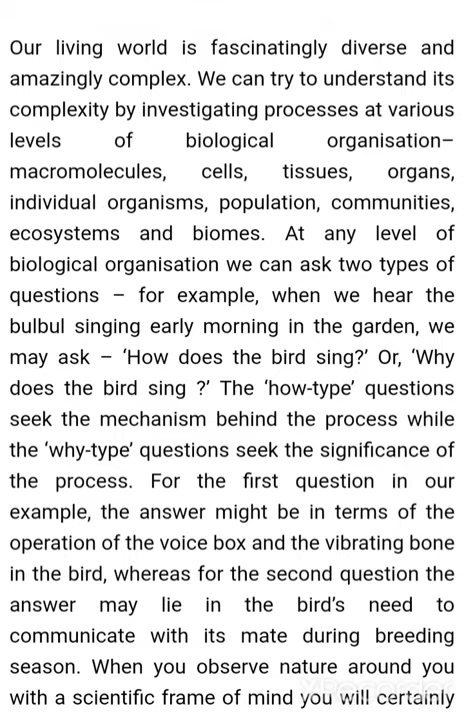 Our living world is fascinatingly diverse and
amazingly complex. We can try to understand its
complexity by investigating processes at various
levels of biological organisation–
macromolecules, cells, tissues, organs,
individual organisms, population, communities,
ecosystems and biomes. At any level of
biological organisation we can ask two types of
questions – for example, when we hear the
bulbul singing early morning in the garden, we
may ask – ‘How does the bird sing?’ Or, ‘Why
does the bird sing ?’ The ‘how-type’ questions
seek the mechanism behind the process while
the ‘why-type’ questions seek the significance of
the process. For the first question in our
example, the answer might be in terms of the
operation of the voice box and the vibrating bone
in the bird, whereas for the second question the
answer may lie in the bird’s need to
communicate with its mate during breeding
season. When you observe nature around you
with a scientific frame of mind you will certainly